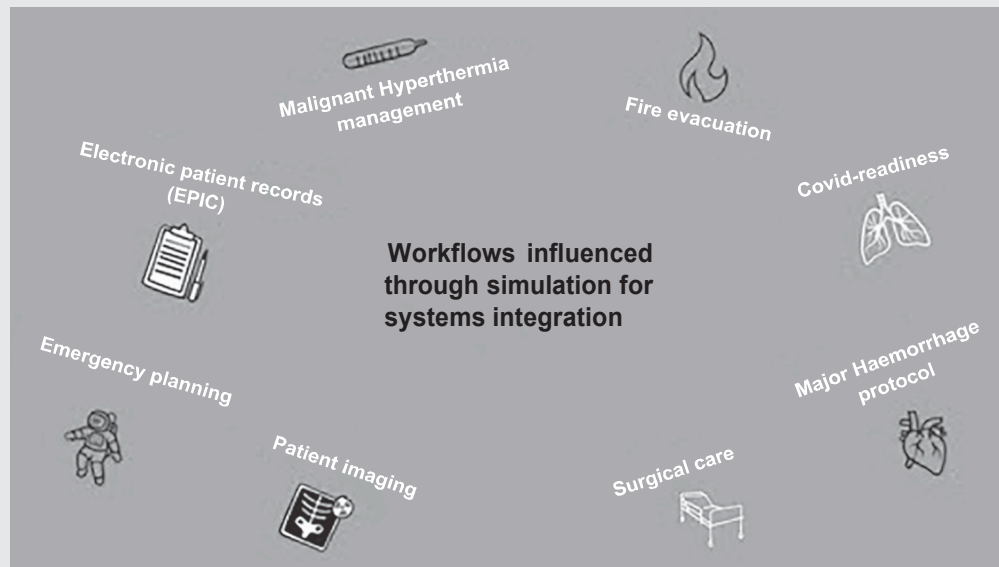 Malignant Hyperthermia
management
Fire evacuation
Electronic patient records
(EPIC)
Covid-readiness
Workflows influenced
through simulation for
systems integration
Emergency planning
Major Haemorrhage
protocol
Patient imaging
Surgical care